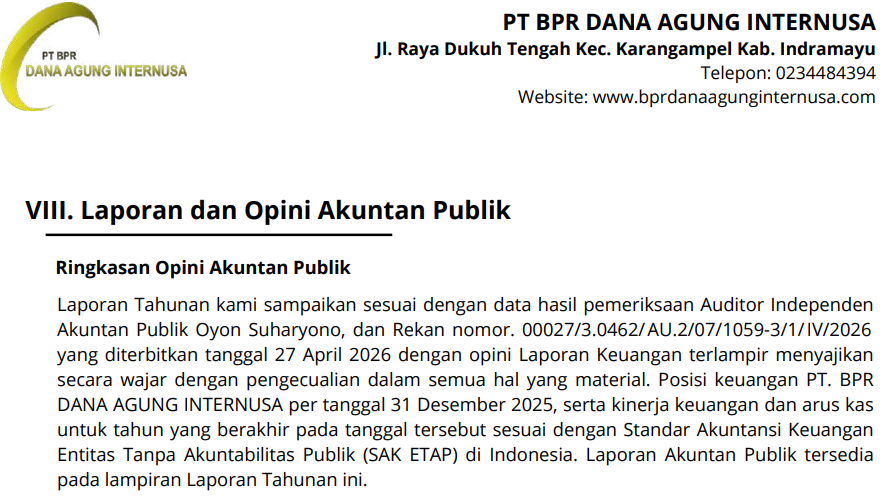 PT BPR
DANA AGUNG INTERNUSA
PT BPR DANA AGUNG INTERNUSA
Jl. Raya Dukuh Tengah Kec. Karangampel Kab. Indramayu
Telepon: 0234484394
Website: www.bprdanaagunginternusa.com
VIII. Laporan dan Opini Akuntan Publik
Ringkasan Opini Akuntan Publik
Laporan Tahunan kami sampaikan sesuai dengan data hasil pemeriksaan Auditor Independen
Akuntan Publik Oyon Suharyono, dan Rekan nomor. 00027/3.0462/AU.2/07/1059-3/1/IV/2026
yang diterbitkan tanggal 27 April 2026 dengan opini Laporan Keuangan terlampir menyajikan
secara wajar dengan pengecualian dalam semua hal yang material. Posisi keuangan PT. BPR
DANA AGUNG INTERNUSA per tanggal 31 Desember 2025, serta kinerja keuangan dan arus kas
untuk tahun yang berakhir pada tanggal tersebut sesuai dengan Standar Akuntansi Keuangan
Entitas Tanpa Akuntabilitas Publik (SAK ETAP) di Indonesia. Laporan Akuntan Publik tersedia
pada lampiran Laporan Tahunan ini.